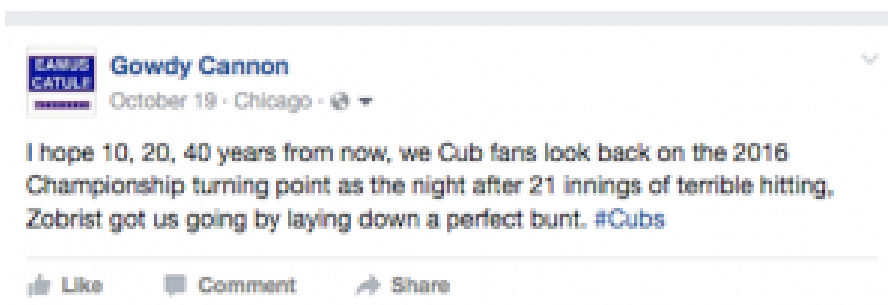 EAMUS
CATULI
Gowdy Cannon
October 19 · Chicago ·
I hope 10, 20, 40 years from now, we Cub fans look back on the 2016
Championship turning point as the night after 21 innings of terrible hitting,
Zobrist got us going by laying down a perfect bunt. #Cubs
Like Comment Share